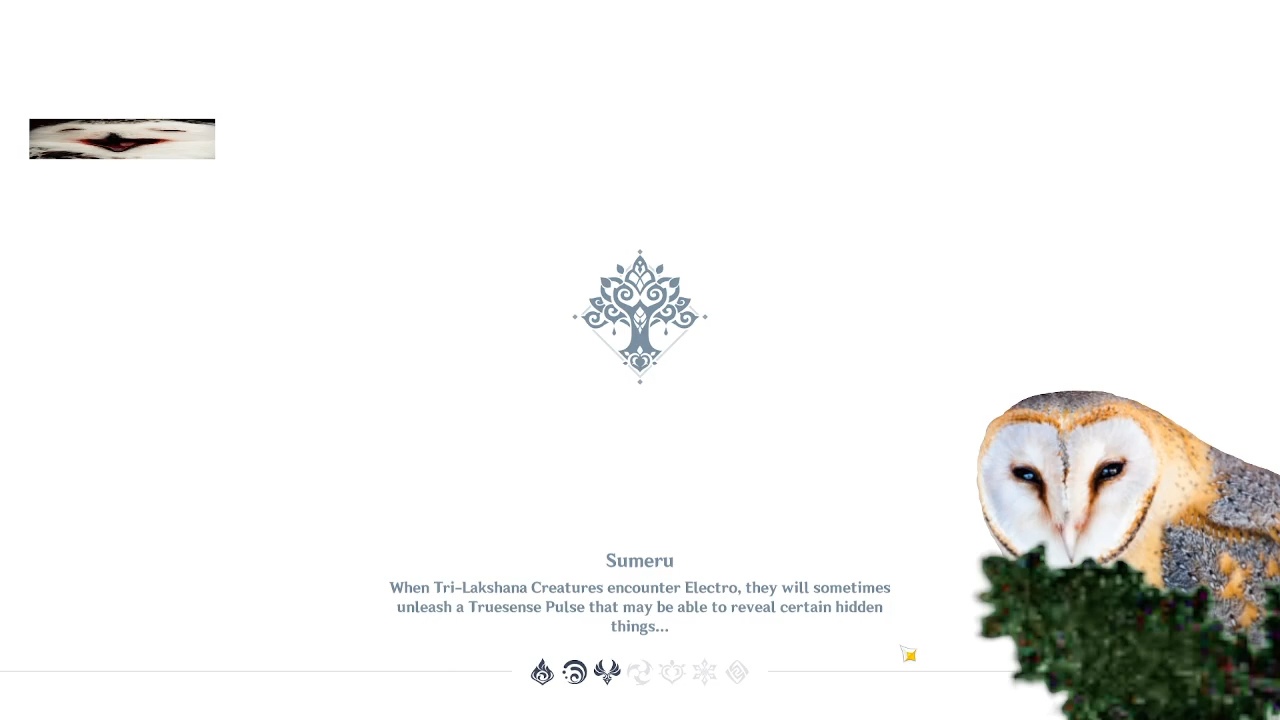 Sumeru
When Tri-Lakshana Creatures encounter Electro, they will sometimes
unleash a Truesense Pulse that may be able to reveal certain hidden
things...